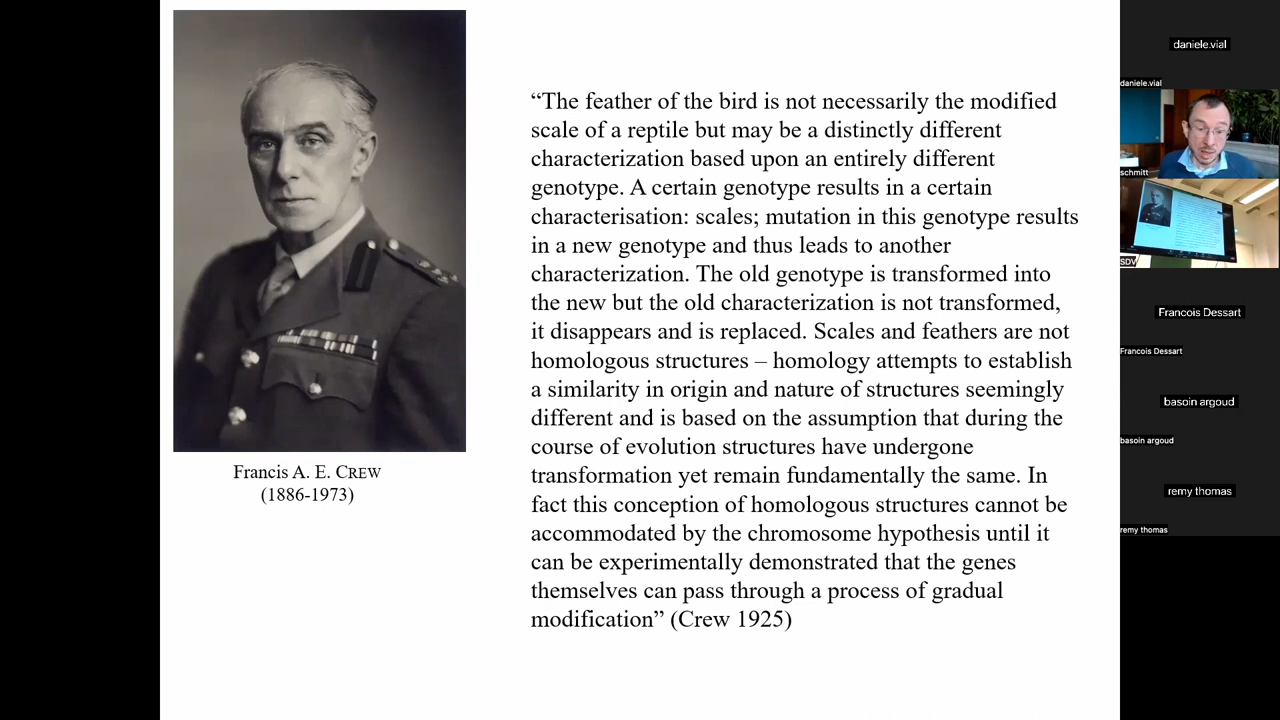 Francis A. E. CREW
(1886-1973)
“The feather of the bird is not necessarily the modified
scale of a reptile but may be a distinctly different
characterization based upon an entirely different
genotype. A certain genotype results in a certain
characterisation: scales; mutation in this genotype results
in a new genotype and thus leads to another
characterization. The old genotype is transformed into
the new but the old characterization is not transformed,
it disappears and is replaced. Scales and feathers are not
homologous structures – homology attempts to establish
a similarity in origin and nature of structures seemingly
different and is based on the assumption that during the
course of evolution structures have undergone
transformation yet remain fundamentally the same. In
fact this conception of homologous structures cannot be
accommodated by the chromosome hypothesis until it
can be experimentally demonstrated that the genes
themselves can pass through a process of gradual
modification” (Crew 1925)
daniele.vial
daniele.vial
schmitt
SDV
Francois Dessart
Francois Dessart
basoin argoud
basoin argoud
remy thomas
remy thomas